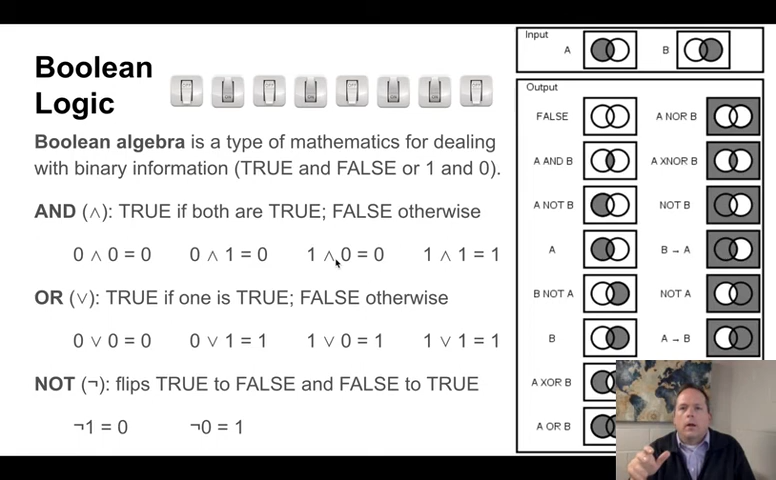 Boolean
Logic
Boolean algebra is a type of mathematics for dealing
with binary information (TRUE and FALSE or 1 and 0).
AND (∧): TRUE if both are TRUE; FALSE otherwise
0 ∧ 0 = 0 0 ∧ 1 = 0 1 ∧ 0 = 0 1 ∧ 1 = 1
OR (∨): TRUE if one is TRUE; FALSE otherwise
0 ∨ 0 = 0 0 ∨ 1 = 1 1 ∨ 0 = 1 1 ∨ 1 = 1
NOT (¬): flips TRUE to FALSE and FALSE to TRUE
¬1 = 0 ¬0 = 1
Input
A B
Output
FALSE A NOR B
A AND B A XNOR B
A NOT B NOT B
A B → A
B NOT A NOT A
B A → B
A XOR B
A OR B